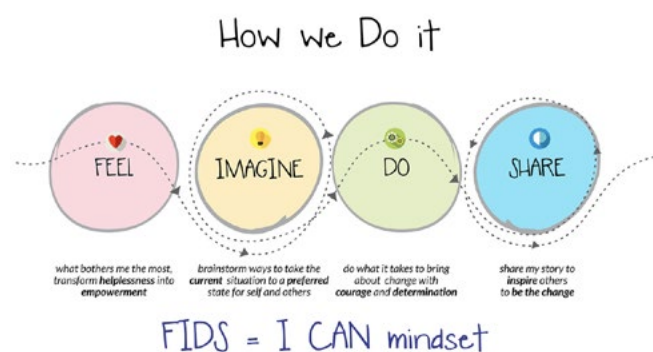 How we Do it
FEEL
IMAGINE
DO
SHARE
what bothers me the most,
transform helplessness into
empowerment
brainstorm ways to take the
current situation to a preferred
state for self and others
do what it takes to bring
about change with
courage and determination
share my story to
inspire others
to be the change
FIDS = I CAN mindset